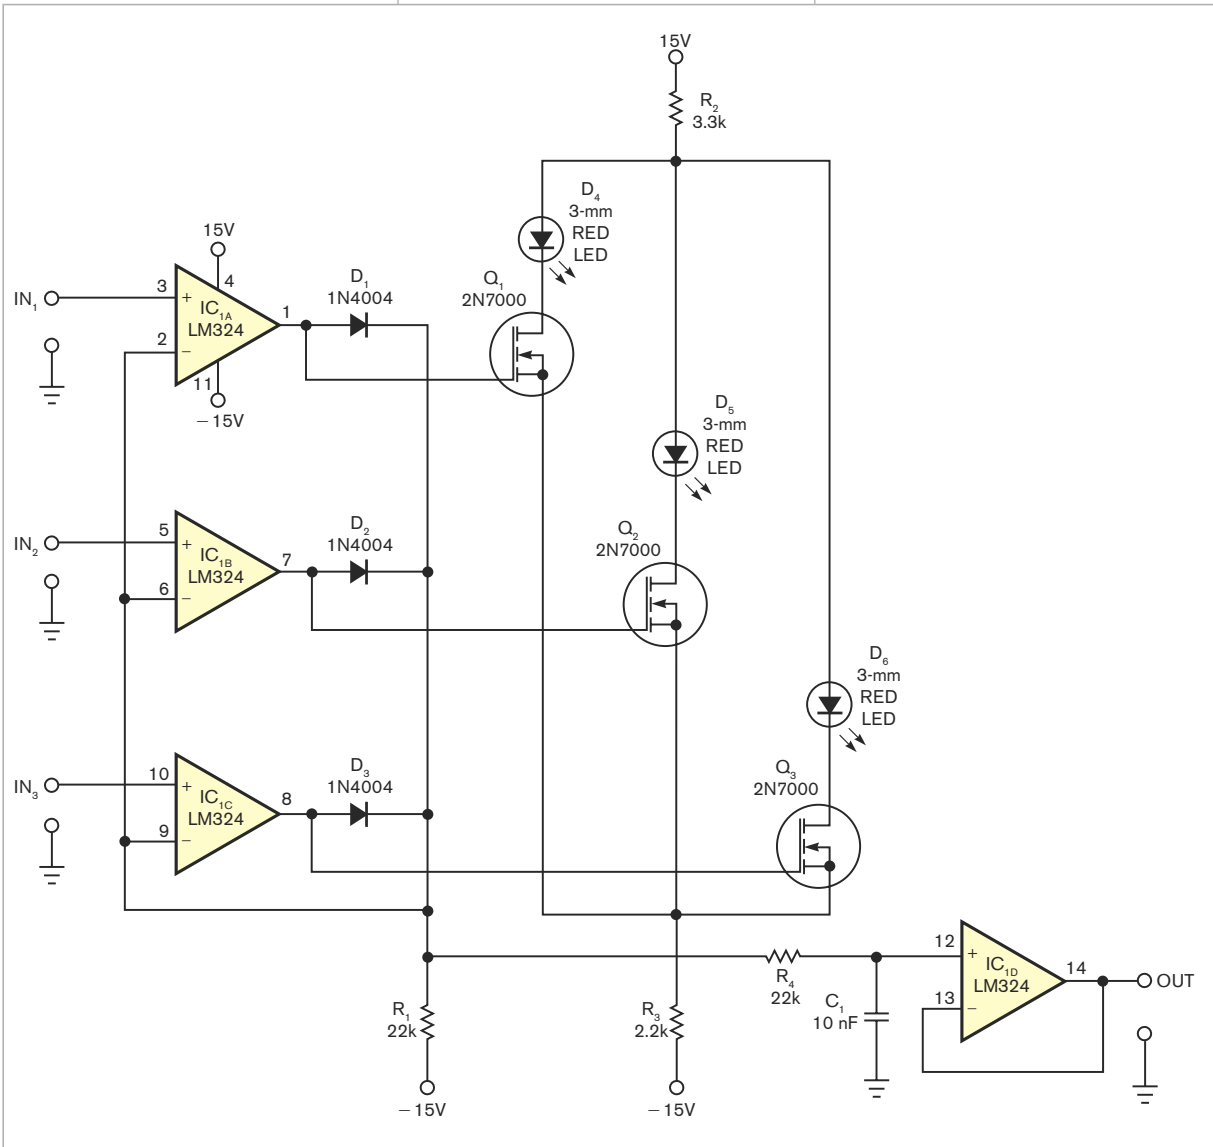 15V
R2
3.3k
D4
3-mm
RED
LED
15V
4
IN1
3
+
IC1A
LM324
1
2
−
11
−15V
D1
1N4004
Q1
2N7000
D5
3-mm
RED
LED
IN2
5
+
IC1B
LM324
7
6
−
D2
1N4004
Q2
2N7000
D6
3-mm
RED
LED
IN3
10
+
IC1C
LM324
8
9
−
D3
1N4004
Q3
2N7000
R1
22k
−15V
R3
2.2k
−15V
R4
22k
C1
10 nF
12
+
IC1D
LM324
14
13
−
OUT